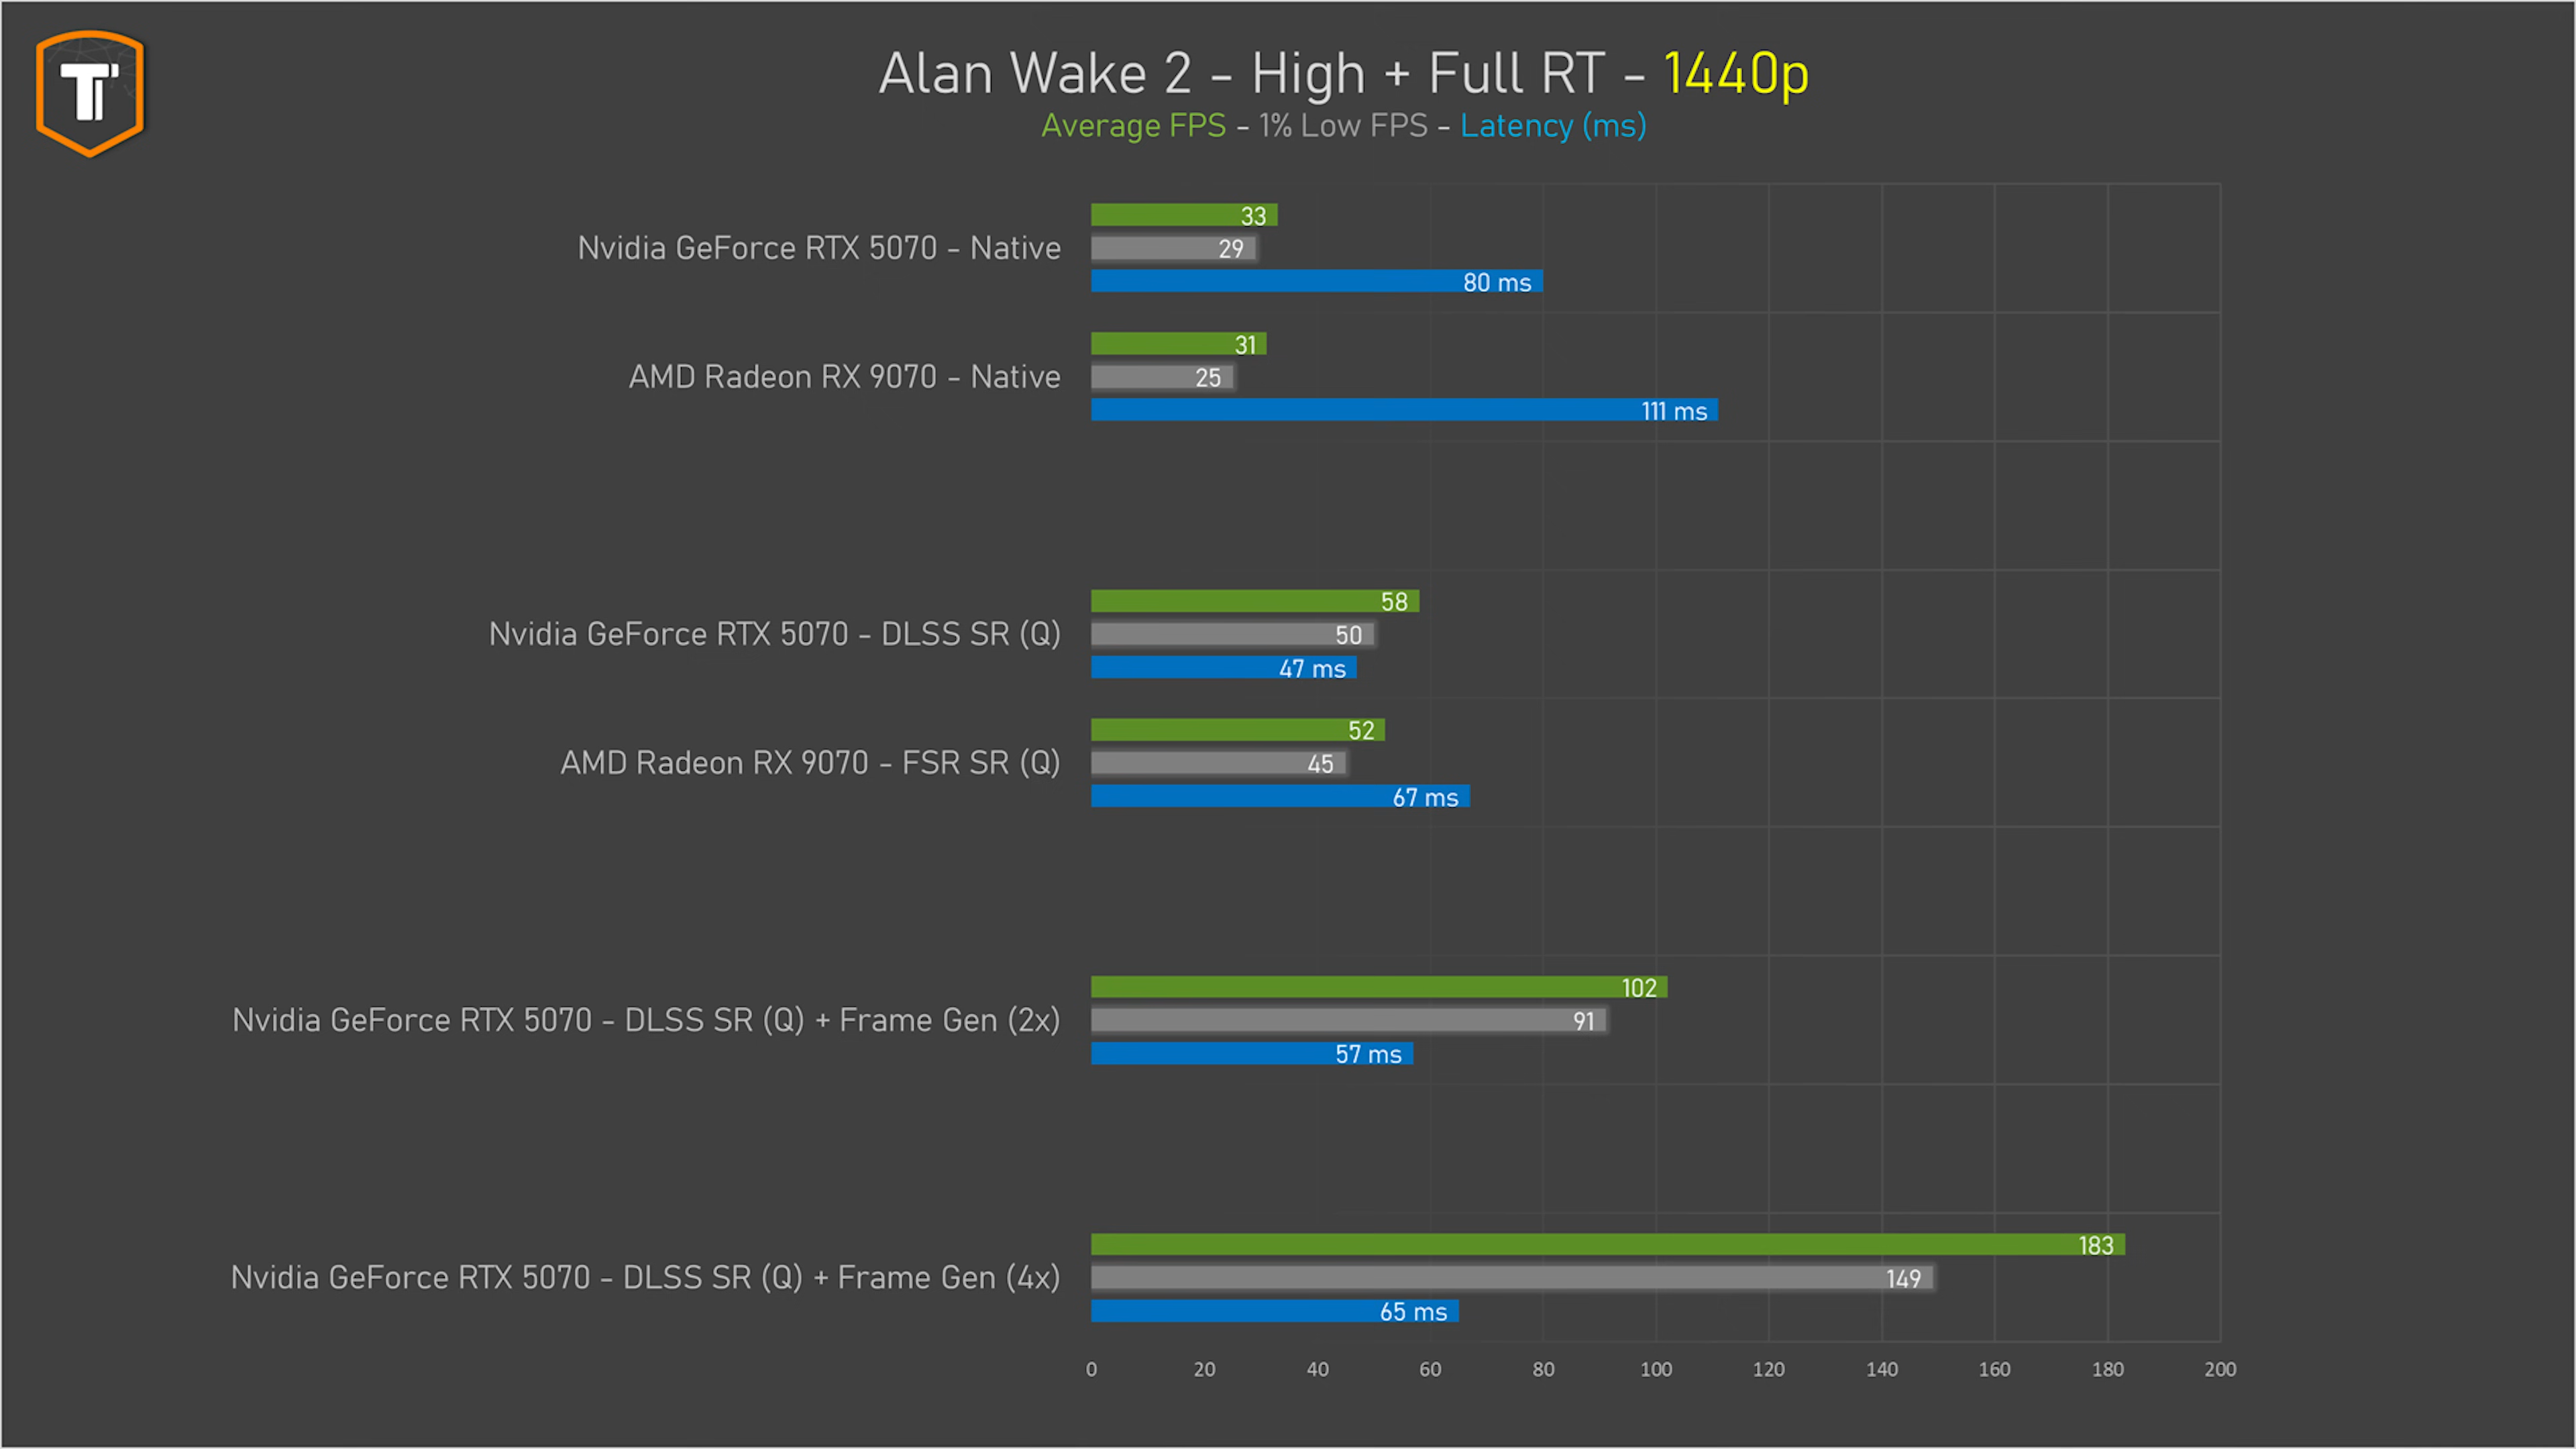 Alan Wake 2 - High + Full RT - 1440p
Average FPS - 1% Low FPS - Latency (ms)
33
Nvidia GeForce RTX 5070 - Native
29
80 ms
31
AMD Radeon RX 9070 - Native
25
111 ms
58
Nvidia GeForce RTX 5070 - DLSS SR (Q)
50
47 ms
52
AMD Radeon RX 9070 - FSR SR (Q)
45
67 ms
102
Nvidia GeForce RTX 5070 - DLSS SR (Q) + Frame Gen (2x)
91
57 ms
183
Nvidia GeForce RTX 5070 - DLSS SR (Q) + Frame Gen (4x)
149
65 ms
0 20 40 60 80 100 120 140 160 180 200